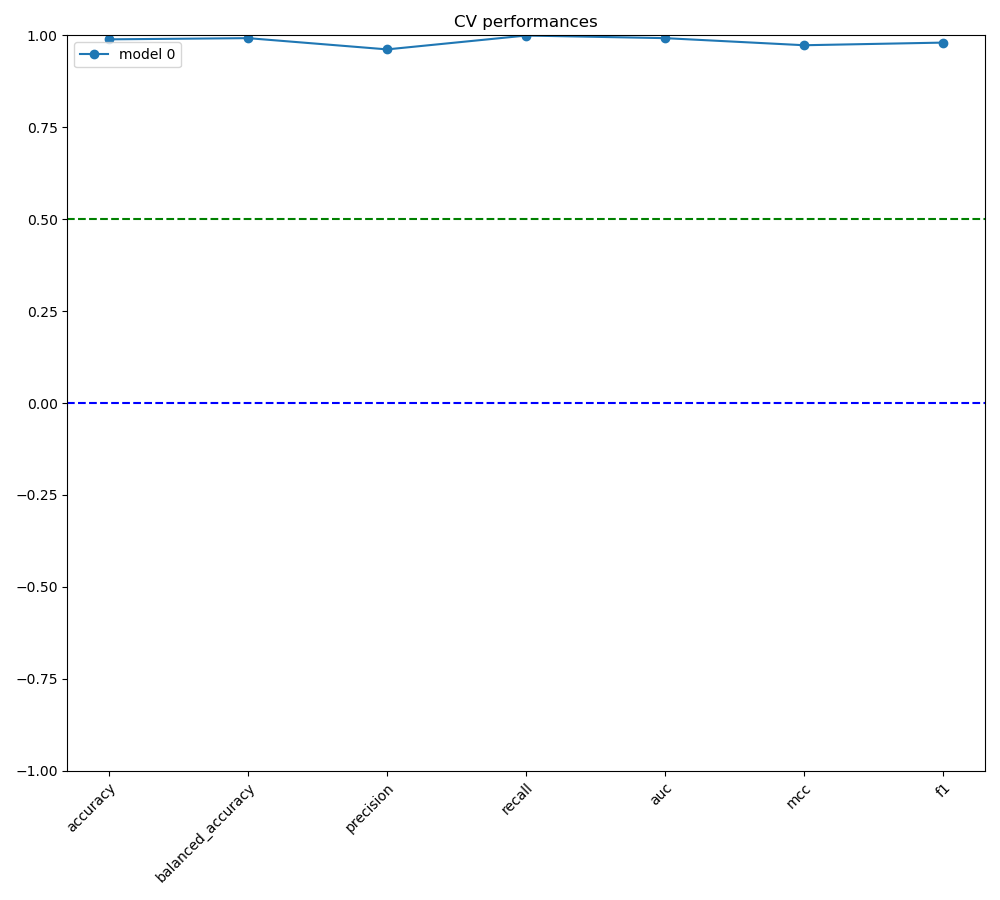 CV performances
model 0
1.00
0.75
0.50
0.25
0.00
−0.25
−0.50
−0.75
−1.00
accuracy
balanced_accuracy
precision
recall
auc
mcc
f1